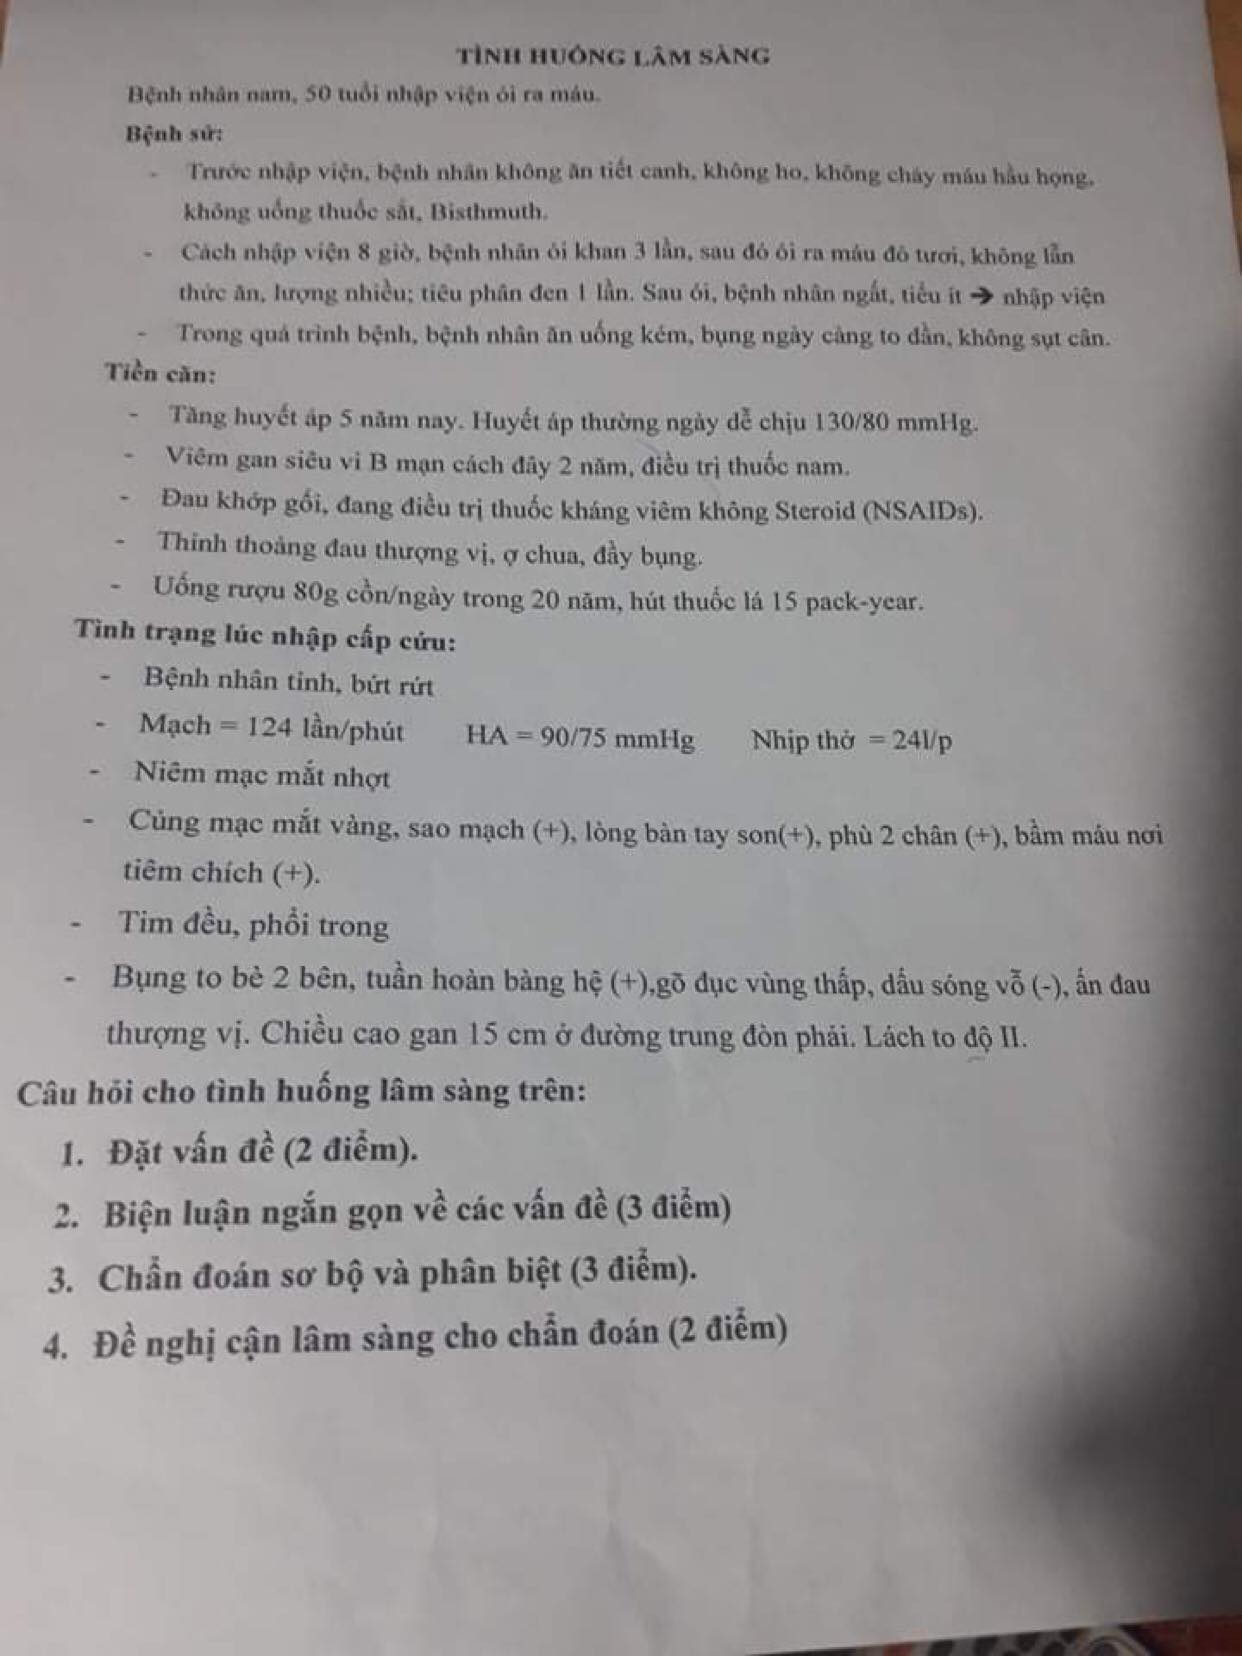 TÌNH HUỐNG LÂM SÀNG
Bệnh nhân nam, 50 tuổi nhập viện ói ra máu.
Bệnh sử:
- Trước nhập viện, bệnh nhân không ăn tiết canh, không ho, không chảy máu hầu họng,
không uống thuốc sắt, Bisthmuth.
- Cách nhập viện 8 giờ, bệnh nhân ói khan 3 lần, sau đó ói ra máu đỏ tươi, không lẫn
thức ăn, lượng nhiều; tiêu phân đen 1 lần. Sau ói, bệnh nhân ngất, tiểu ít ➔ nhập viện
- Trong quá trình bệnh, bệnh nhân ăn uống kém, bụng ngày càng to dần, không sụt cân.
Tiền căn:
- Tăng huyết áp 5 năm nay. Huyết áp thường ngày dễ chịu 130/80 mmHg.
- Viêm gan siêu vi B mạn cách đây 2 năm, điều trị thuốc nam.
- Đau khớp gối, đang điều trị thuốc kháng viêm không Steroid (NSAIDs).
- Thỉnh thoảng đau thượng vị, ợ chua, đầy bụng.
- Uống rượu 80g cồn/ngày trong 20 năm, hút thuốc lá 15 pack-year.
Tình trạng lúc nhập cấp cứu:
- Bệnh nhân tỉnh, bứt rứt
- Mạch = 124 lần/phút HA = 90/75 mmHg Nhịp thở = 24l/p
- Niêm mạc mắt nhợt
- Củng mạc mắt vàng, sao mạch (+), lòng bàn tay son(+), phù 2 chân (+), bầm máu nơi
tiêm chích (+).
- Tim đều, phổi trong
- Bụng to bè 2 bên, tuần hoàn bàng hệ (+),gõ đục vùng thấp, dấu sóng vỗ (-), ấn đau
thượng vị. Chiều cao gan 15 cm ở đường trung đòn phải. Lách to độ II.
Câu hỏi cho tình huống lâm sàng trên:
1. Đặt vấn đề (2 điểm).
2. Biện luận ngắn gọn về các vấn đề (3 điểm)
3. Chẩn đoán sơ bộ và phân biệt (3 điểm).
4. Đề nghị cận lâm sàng cho chẩn đoán (2 điểm)